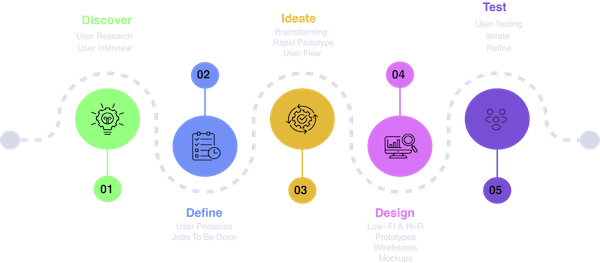 Discover
User Research
User Interview
01
02
Define
User Personas
Jobs To Be Done
Ideate
Brainstorming
Rapid Prototype
User Flow
03
04
Design
Low- FI & Hi-Fi
Prototypes
Wireframes
Mockups
Test
User Testing
Iterate
Refine
05